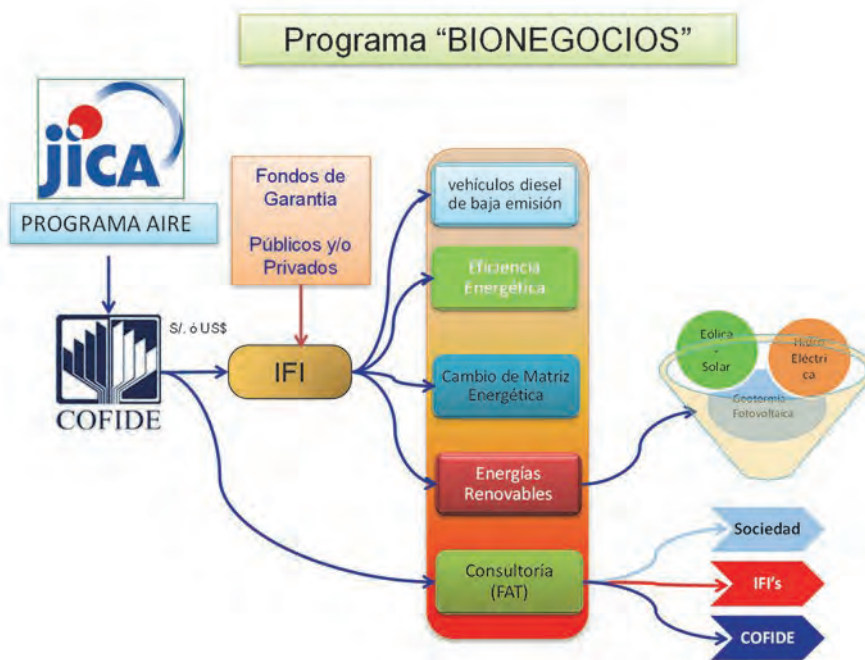 Programa “BIONEGOCIOS”
jICA
PROGRAMA AIRE
Fondos de
Garantia
Públicos y/o
Privados
S/. ó US$
COFIDE
IFI
vehículos diesel
de baja emisión
Eficiencia
Energética
Cambio de Matriz
Energética
Energías
Renovables
Consultoría
(FAT)
Eólica
-
Solar
Hidro
Eléctri
ca
Geotermia
Fotovoltaica
Sociedad
IFI's
COFIDE